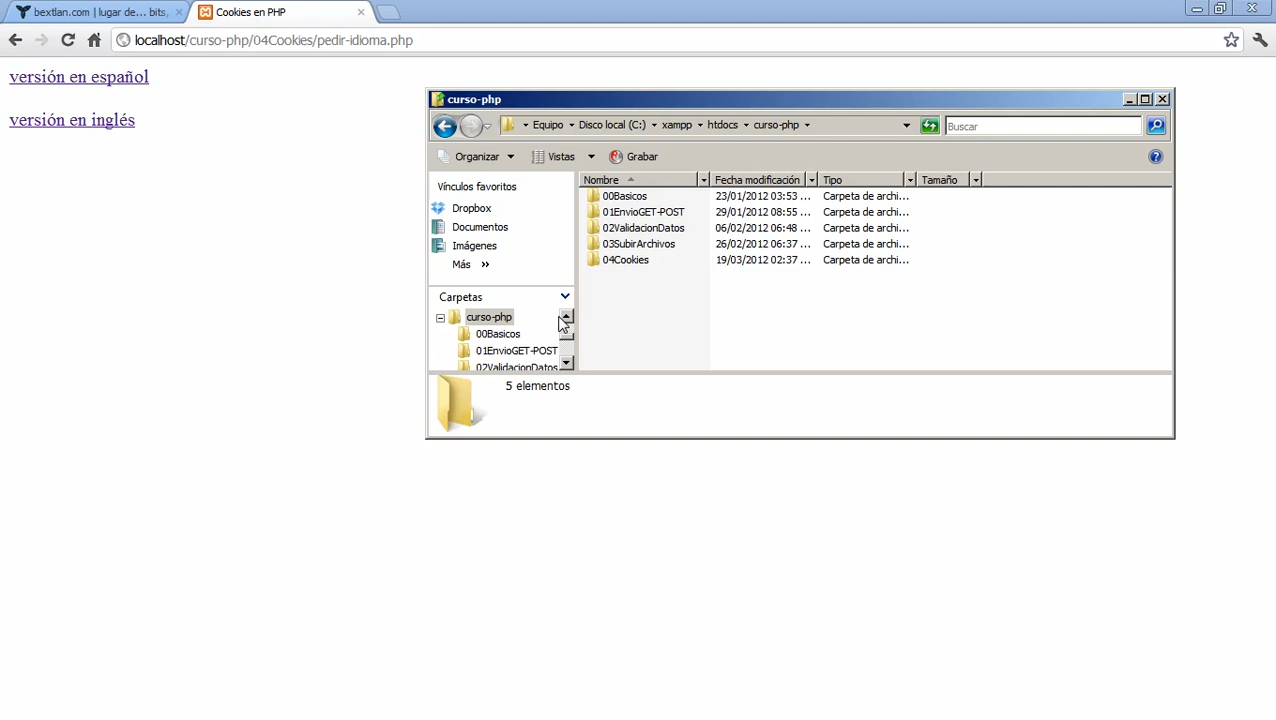 bextlan.com | lugar de... bits,
Cookies en PHP
localhost/curso-php/04Cookies/pedir-idioma.php
versión en español
versión en inglés
curso-php
Equipo Disco local (C:) xampp htdocs curso-php
Buscar
Organizar Vistas Grabar
Vínculos favoritos
Dropbox
Documentos
Imágenes
Más
Carpetas
curso-php
00Basicos
01EnvioGET-POST
02ValidacionDatos
Nombre Fecha modificación Tipo Tamaño
00Basicos 23/01/2012 03:53 ... Carpeta de archi...
01EnvioGET-POST 29/01/2012 08:55 ... Carpeta de archi...
02ValidacionDatos 06/02/2012 06:48 ... Carpeta de archi...
03SubirArchivos 26/02/2012 06:37 ... Carpeta de archi...
04Cookies 19/03/2012 02:37 ... Carpeta de archi...
5 elementos